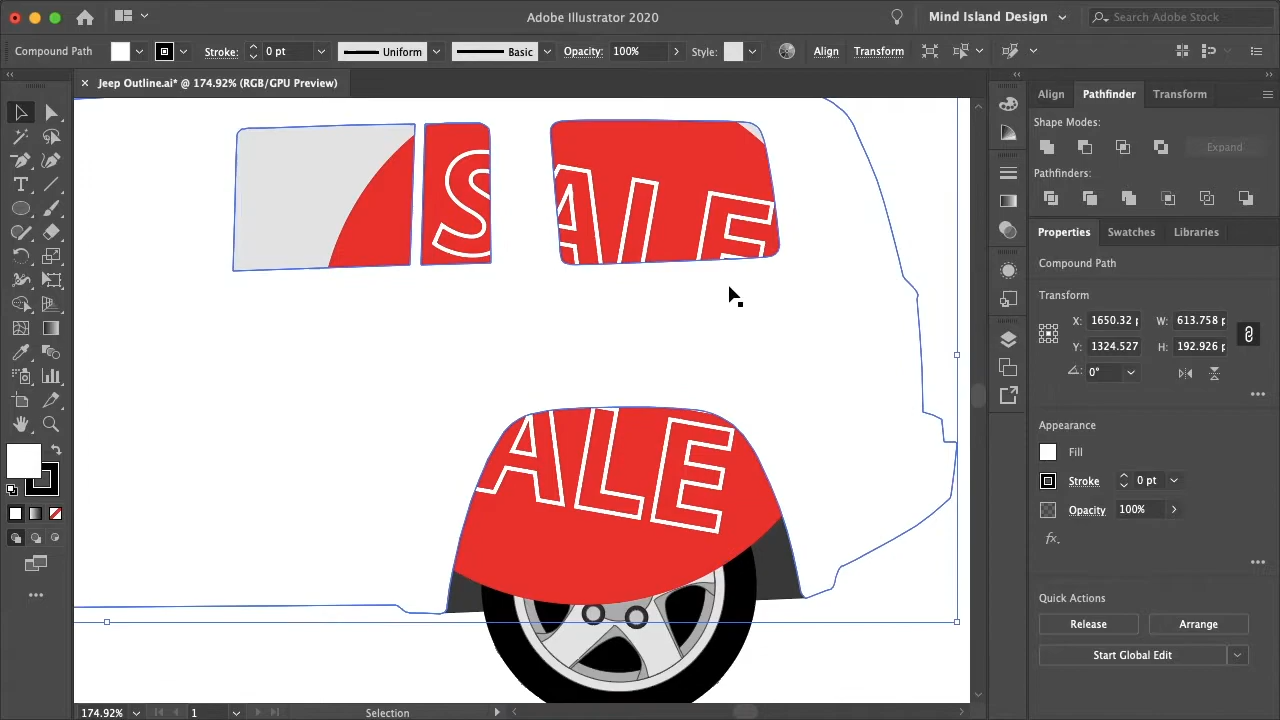 Adobe Illustrator 2020
Mind Island Design
Search Adobe Stock
Compound Path
Stroke:
0 pt
Uniform
Basic
Opacity:
100%
Style:
Align
Transform
× Jeep Outline.ai* @ 174.92% (RGB/GPU Preview)
Align
Pathfinder
Transform
Shape Modes:
Expand
Pathfinders:
Properties
Swatches
Libraries
Compound Path
Transform
X:
1650.32 p
W:
613.758 p
Y:
1324.527
H:
192.926 p
0°
Appearance
Fill
Stroke
0 pt
Opacity
100%
fx.
Quick Actions
Release
Arrange
Start Global Edit
S
ALE
ALE
174.92%
1
Selection